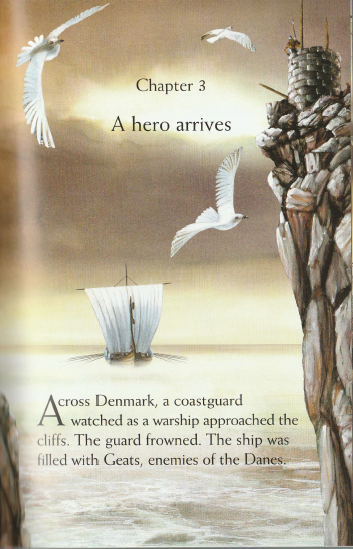 Chapter 3
A hero arrives
Across Denmark, a coastguard
watched as a warship approached the
cliffs. The guard frowned. The ship was
filled with Geats, enemies of the Danes.